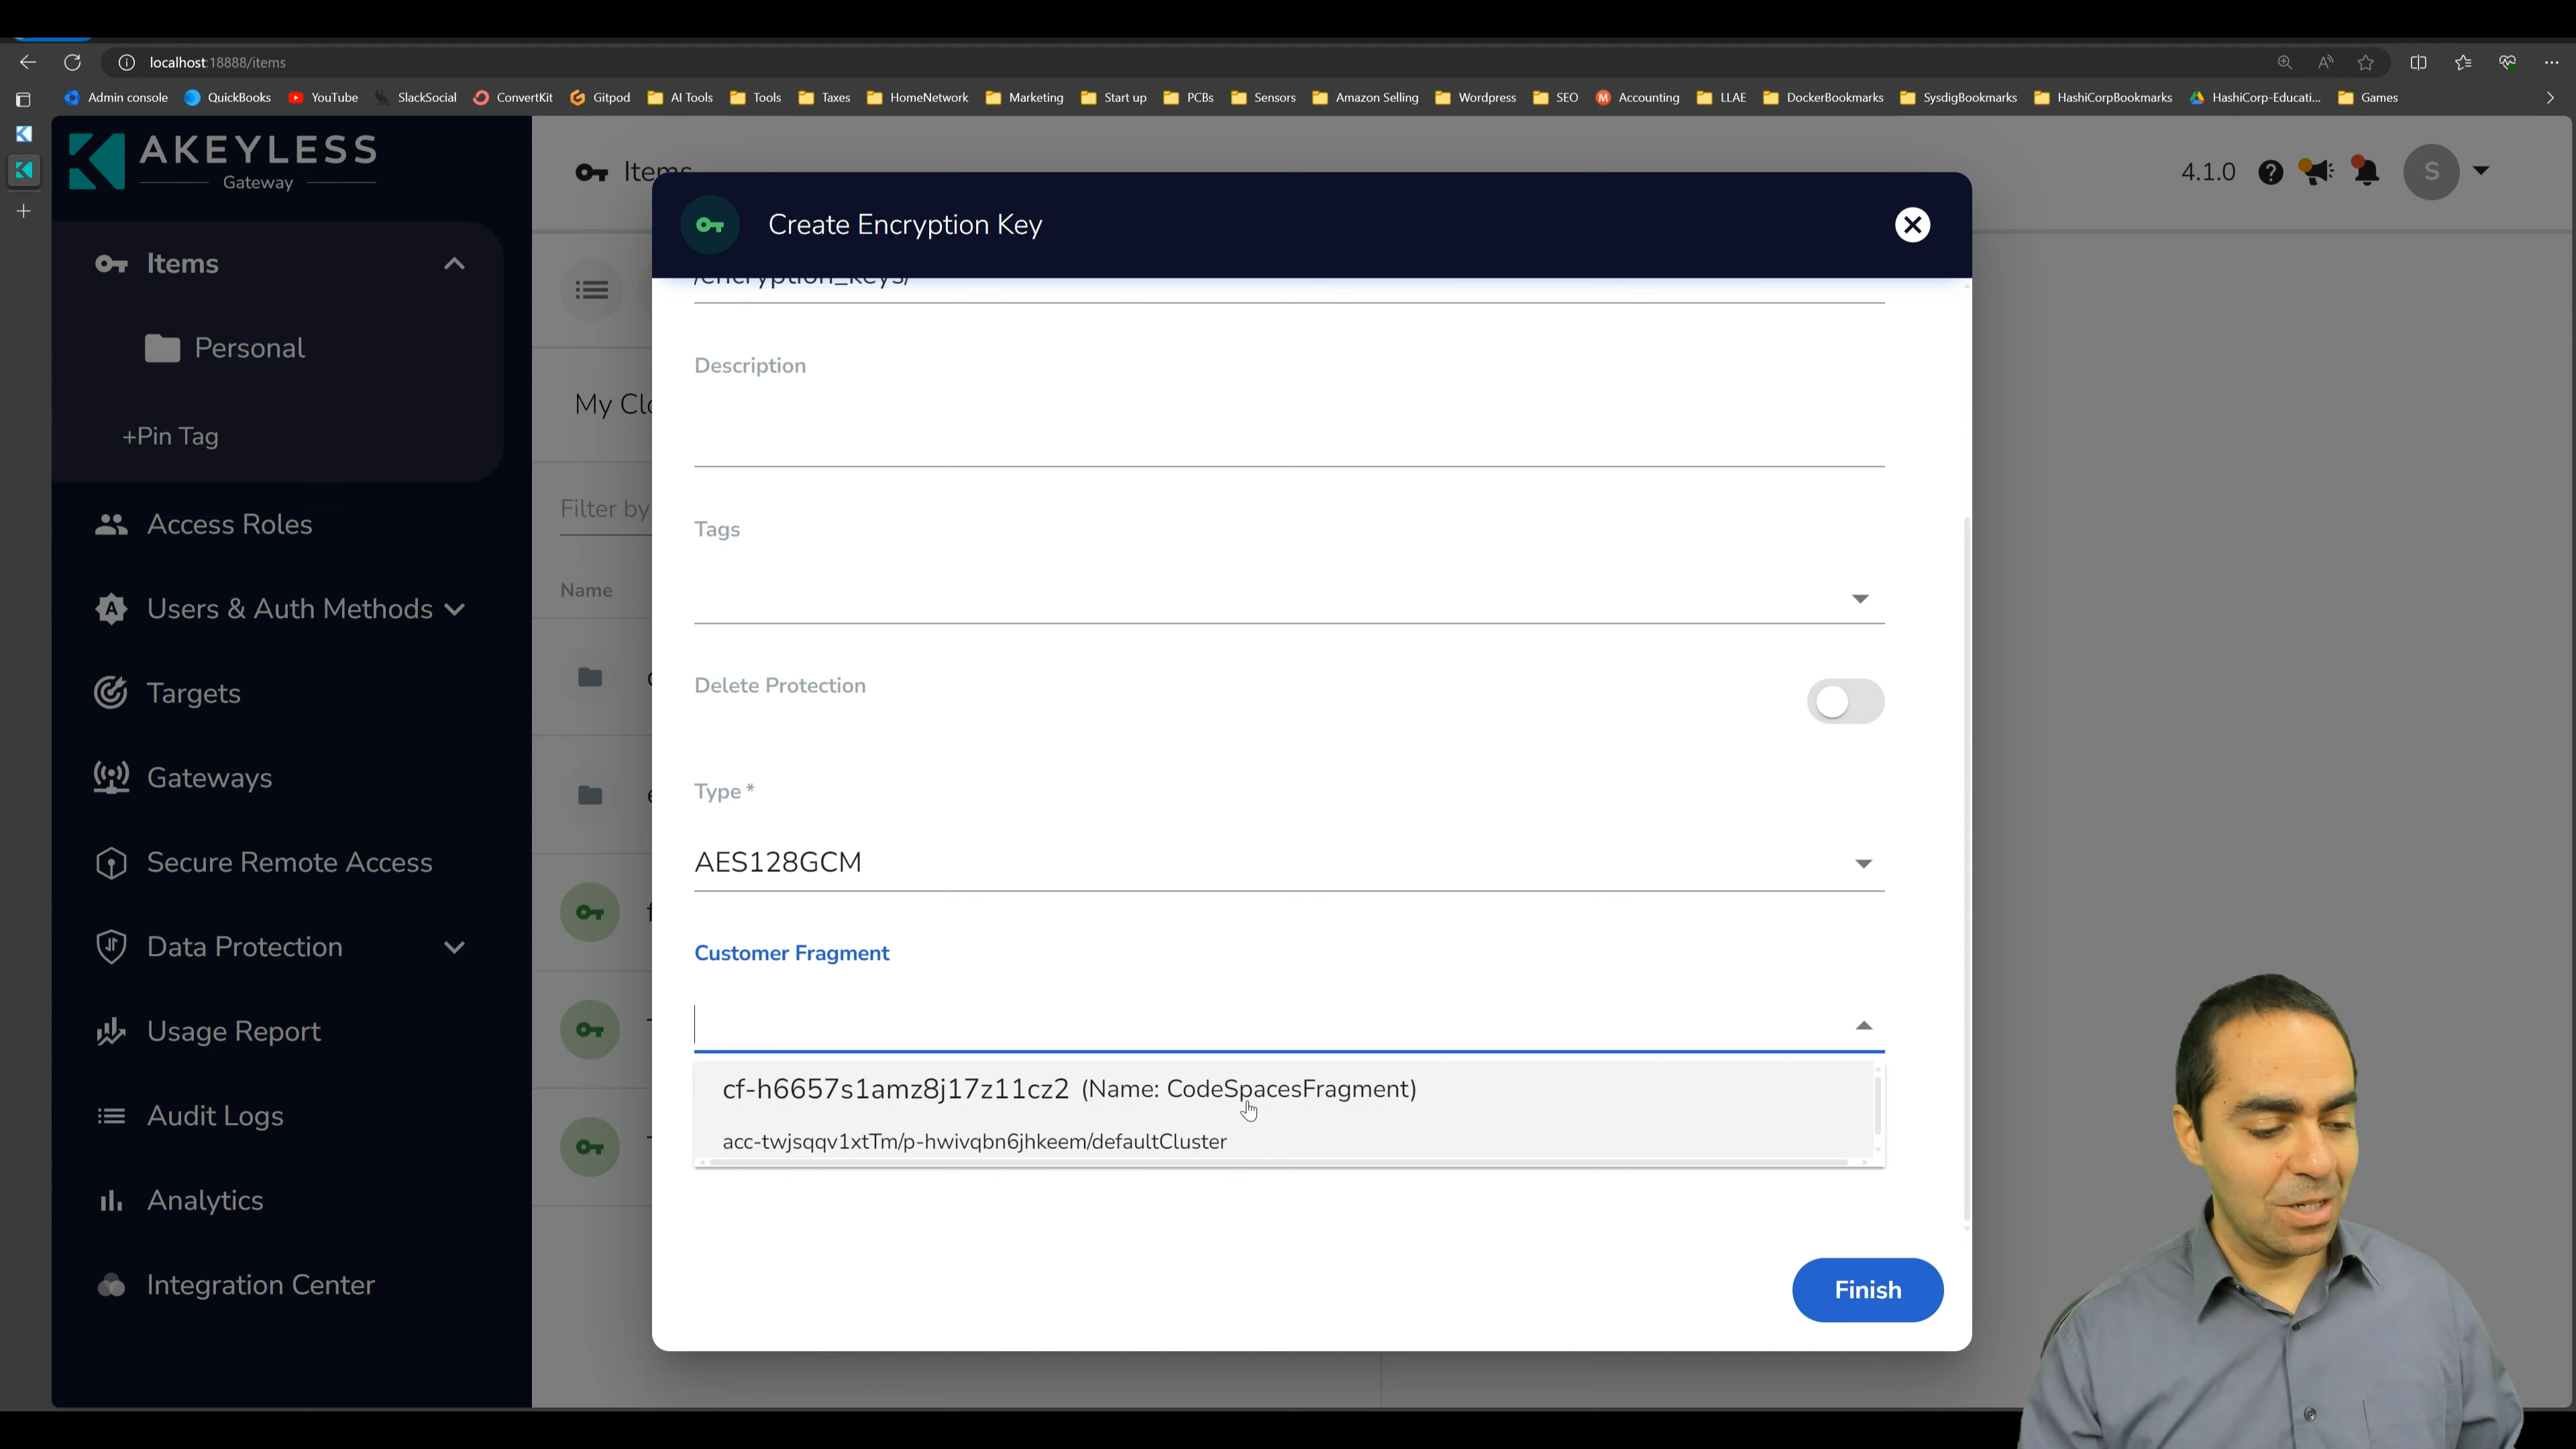 localhost:18888/items
Admin console
QuickBooks
YouTube
SlackSocial
ConvertKit
Gitpod
AI Tools
Tools
Taxes
HomeNetwork
Marketing
Start up
PCBs
Sensors
Amazon Selling
Wordpress
SEO
Accounting
LLAE
DockerBookmarks
SysdigBookmarks
HashiCorpBookmarks
HashiCorp-Educati...
Games
AKEYLESS
Gateway
Items
Personal
+Pin Tag
Access Roles
Users & Auth Methods
Targets
Gateways
Secure Remote Access
Data Protection
Usage Report
Audit Logs
Analytics
Integration Center
Items
4.1.0
S
My Clo
Filter by
Name
Create Encryption Key
/encryption_keys/
Description
Tags
Delete Protection
Type *
AES128GCM
Customer Fragment
cf-h6657s1amz8j17z11cz2 (Name: CodeSpacesFragment)
acc-twjsqqv1xtTm/p-hwivqbn6jhkeem/defaultCluster
Finish